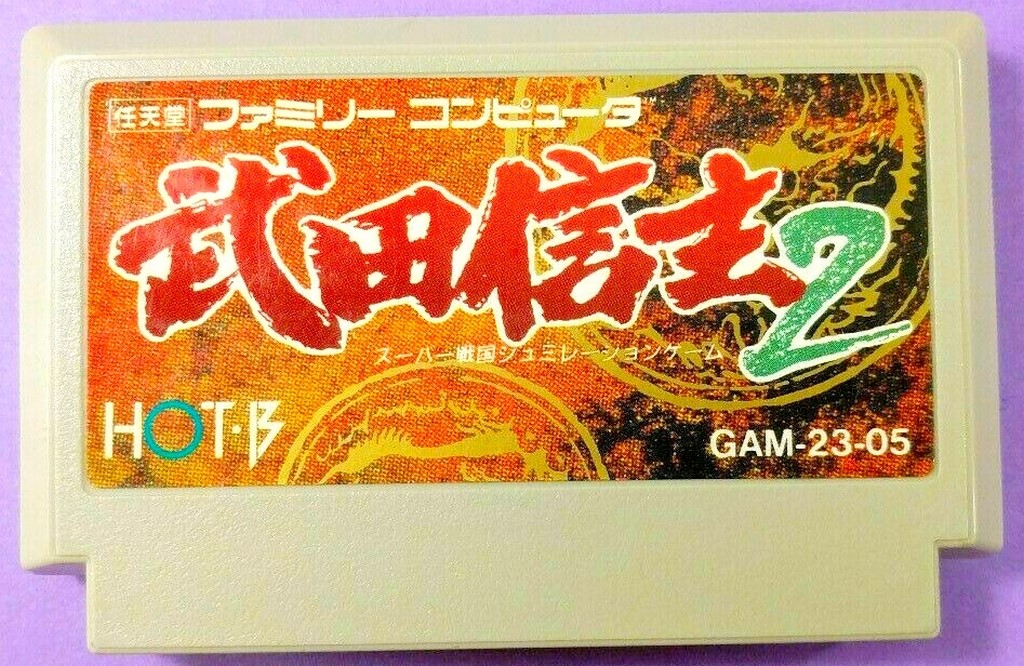 任天堂 ファミリー コンピュータ™
武田信玄2
スーパー戦国シュミレーションゲーム
HOT・B
GAM-23-05